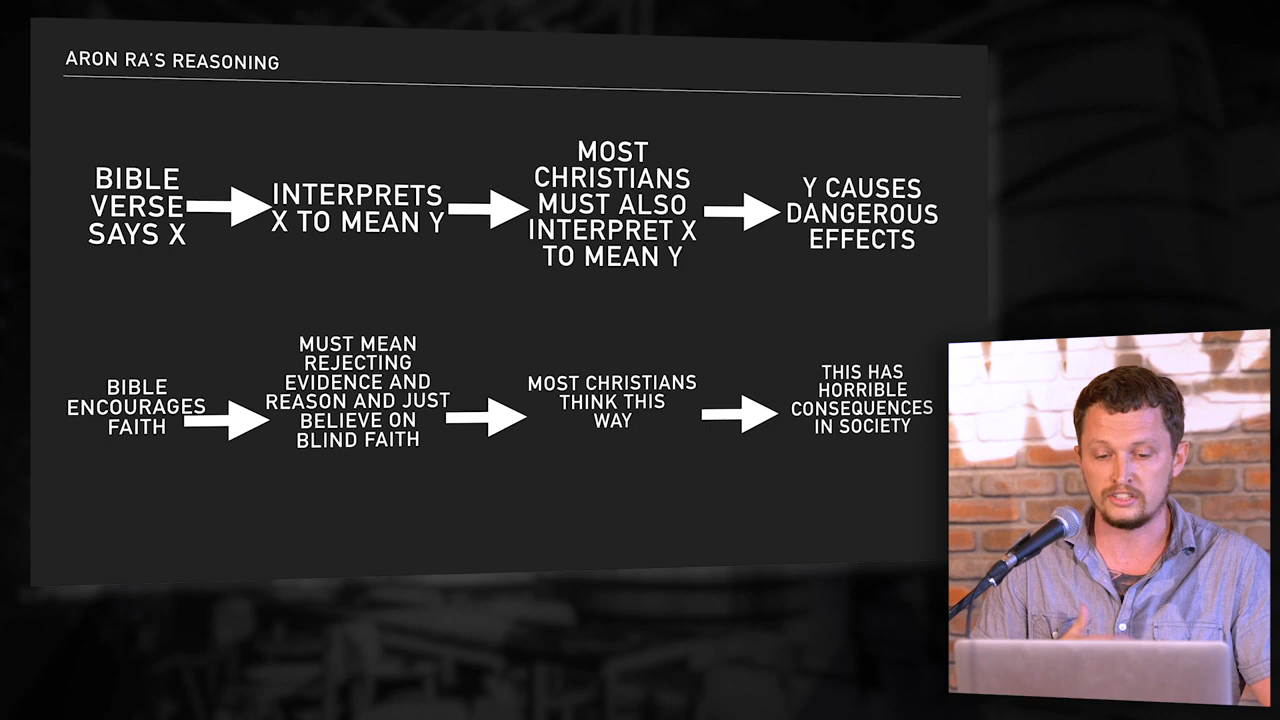 ARON RA'S REASONING
BIBLE
VERSE
SAYS X
INTERPRETS
X TO MEAN Y
MOST
CHRISTIANS
MUST ALSO
INTERPRET X
TO MEAN Y
Y CAUSES
DANGEROUS
EFFECTS
BIBLE
ENCOURAGES
FAITH
MUST MEAN
REJECTING
EVIDENCE AND
REASON AND JUST
BELIEVE ON
BLIND FAITH
MOST CHRISTIANS
THINK THIS
WAY
THIS HAS
HORRIBLE
CONSEQUENCES
IN SOCIETY